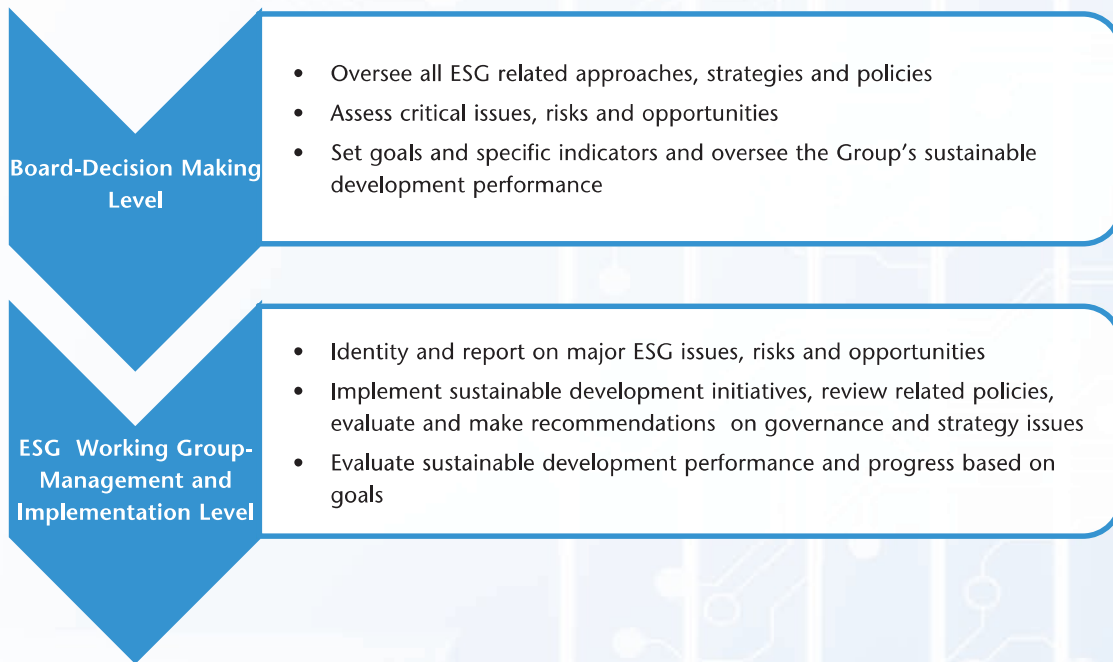 Board-Decision Making
Level
• Oversee all ESG related approaches, strategies and policies
• Assess critical issues, risks and opportunities
• Set goals and specific indicators and oversee the Group's sustainable
development performance
ESG Working Group-
Management and
Implementation Level
• Identity and report on major ESG issues, risks and opportunities
• Implement sustainable development initiatives, review related policies,
evaluate and make recommendations on governance and strategy issues
• Evaluate sustainable development performance and progress based on
goals